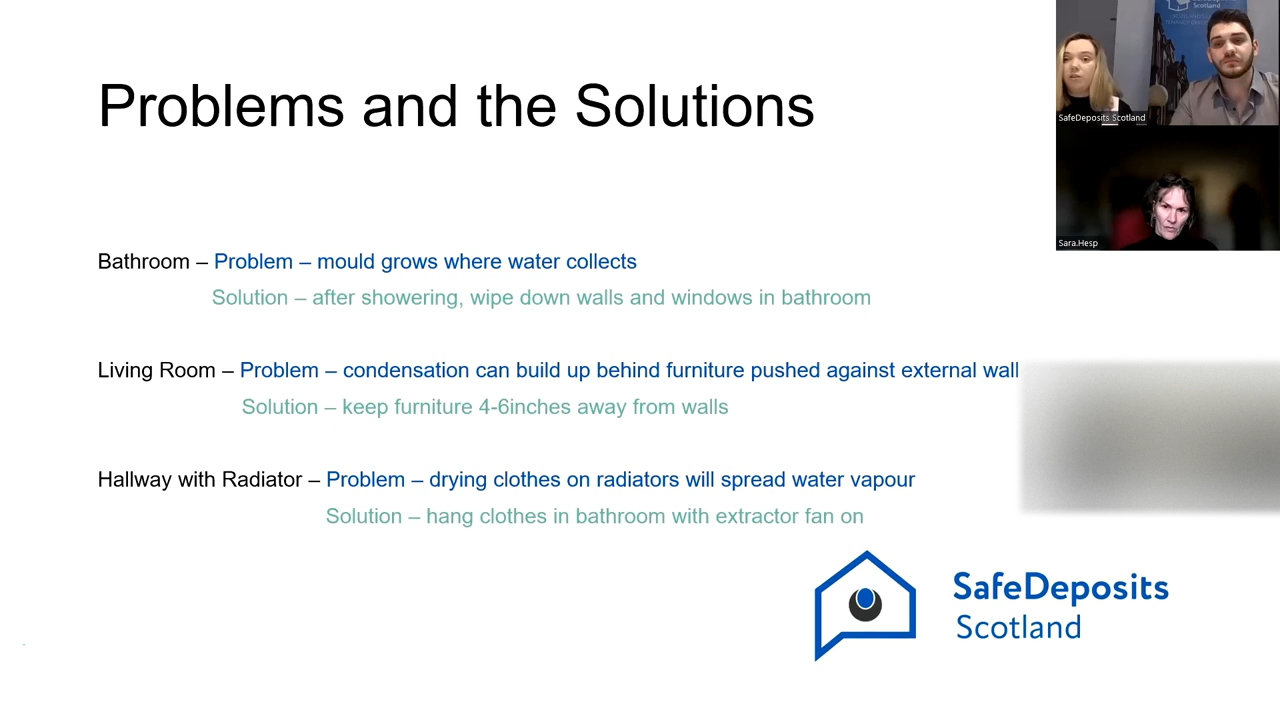 Problems and the Solutions
Bathroom – Problem – mould grows where water collects
Solution – after showering, wipe down walls and windows in bathroom
Living Room – Problem – condensation can build up behind furniture pushed against external wall
Solution – keep furniture 4-6inches away from walls
Hallway with Radiator – Problem – drying clothes on radiators will spread water vapour
Solution – hang clothes in bathroom with extractor fan on
SafeDeposits
Scotland
Scotland
SafeDeposits Scotland
Sara.Hesp